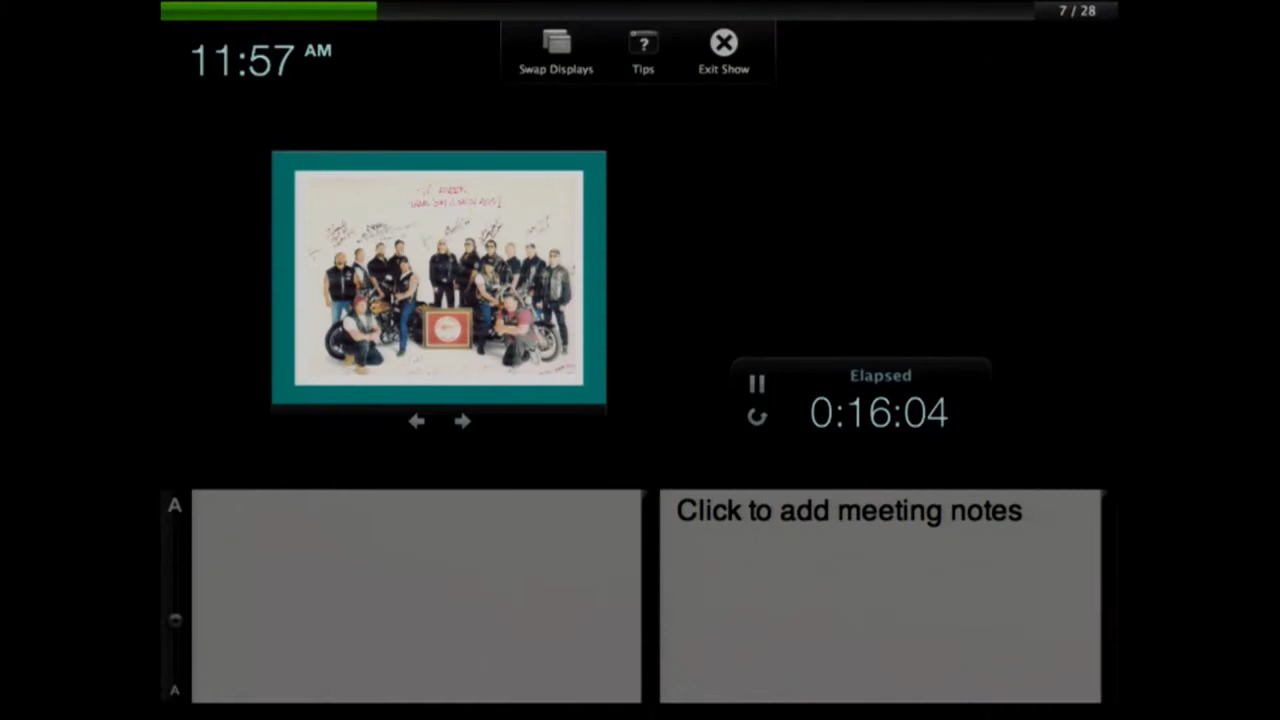 7 / 28
11:57 AM
Swap Displays
?
Tips
Exit Show
Elapsed
0:16:04
A
Click to add meeting notes
A